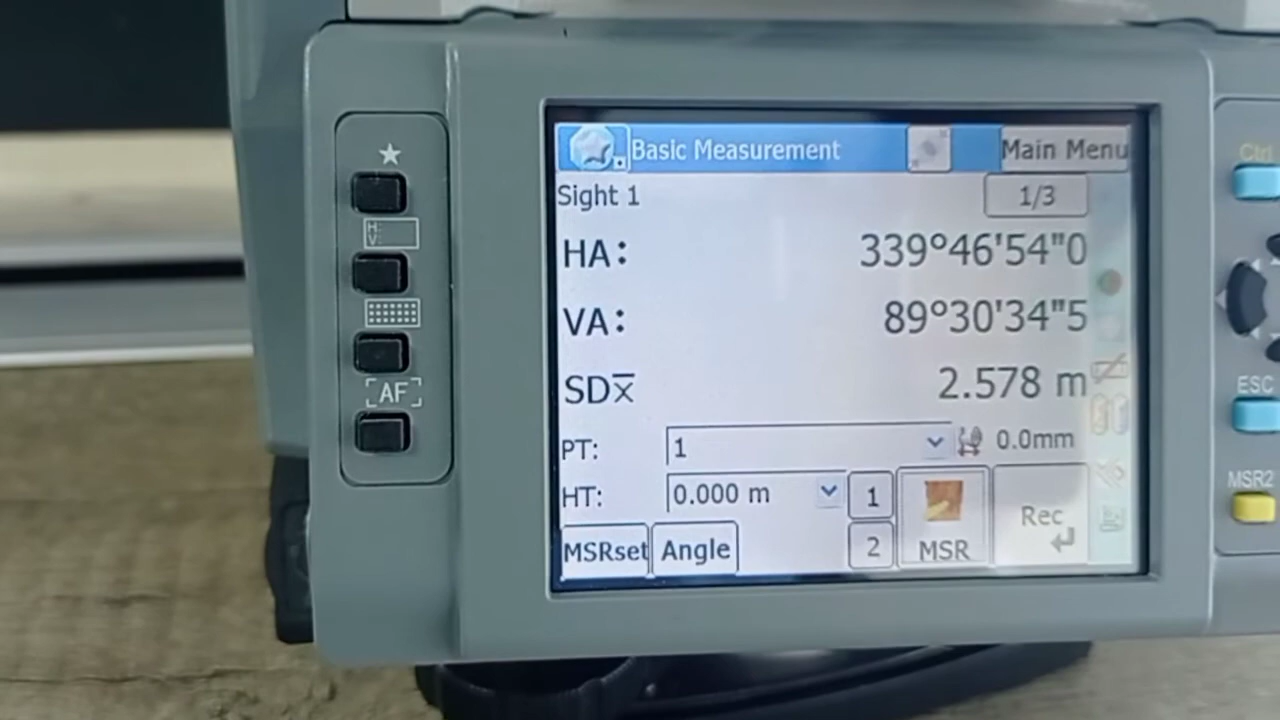 Basic Measurement Main Menu
Sight 1 1/3
HA: 339°46'54"0
VA: 89°30'34"5
SDx̅ 2.578 m
PT: 1 0.0mm
HT: 0.000 m 1
2 MSR Rec
MSRset Angle
H:
V:
AF
Ctrl
ESC
MSR2